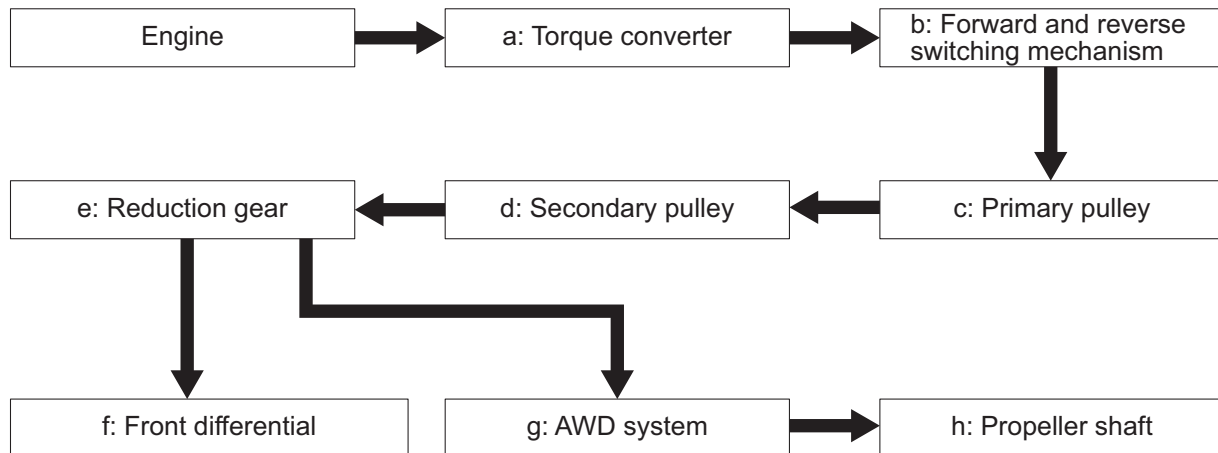 Engine
a: Torque converter
b: Forward and reverse
switching mechanism
e: Reduction gear
d: Secondary pulley
c: Primary pulley
f: Front differential
g: AWD system
h: Propeller shaft